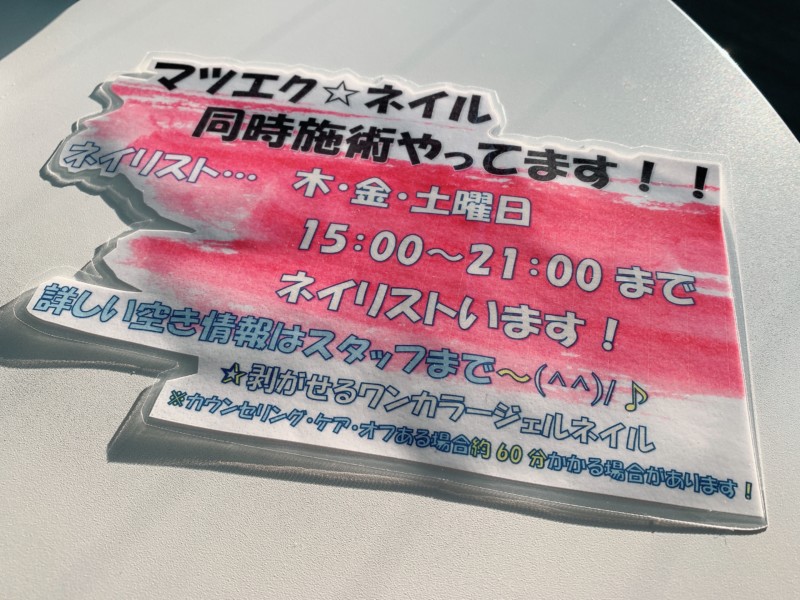 マツエク☆ネイル
同時施術やってます！！
ネイリスト… 木・金・土曜日
15:00～21:00 まで
ネイリストいます！
詳しい空き情報はスタッフまで～(^^)/♪
☆剥がせるワンカラージェルネイル
※カウンセリング・ケア・オフある場合約60分かかる場合があります！